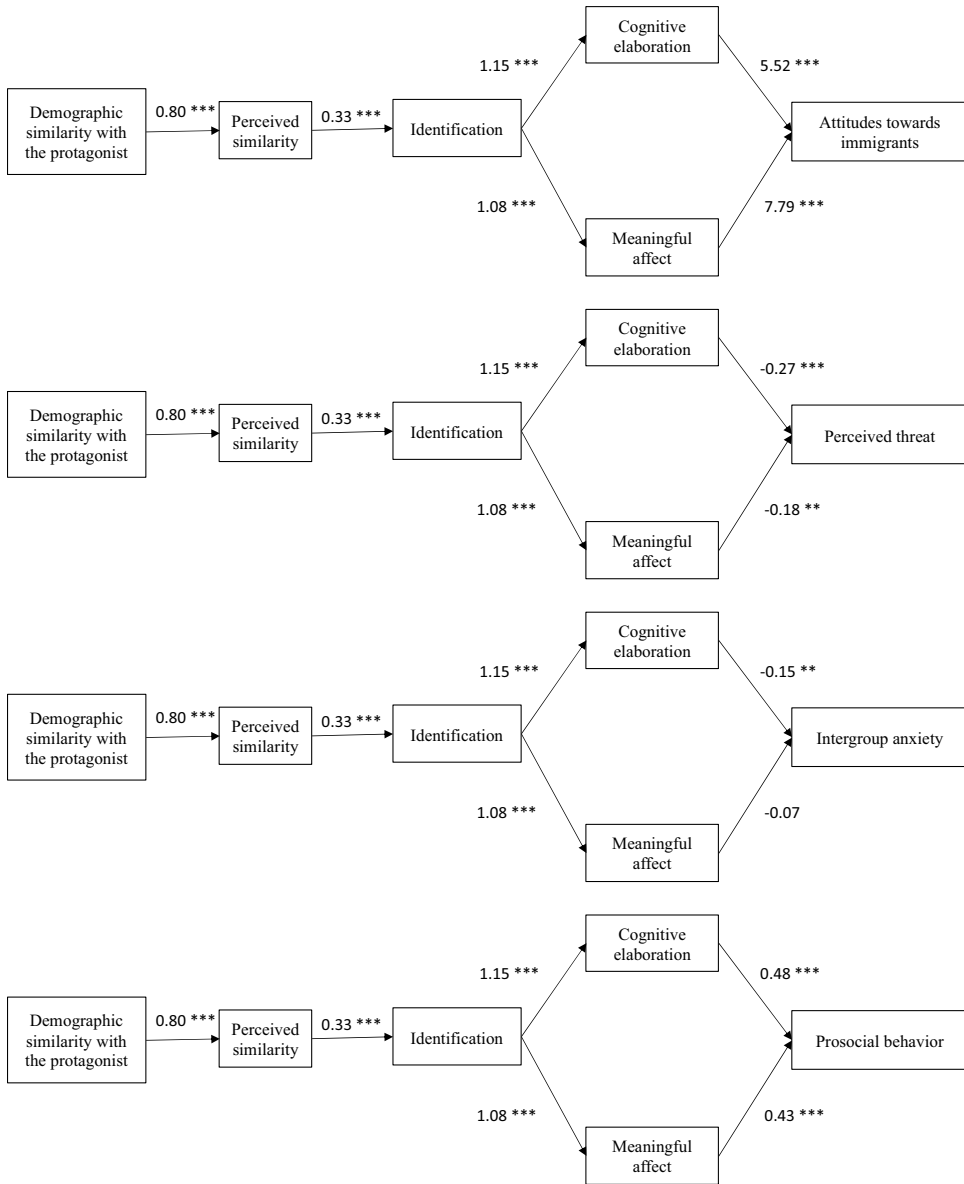 Cognitive
elaboration
1.15 ***
5.52 ***
Demographic
similarity with
the protagonist
0.80 ***
Perceived
similarity
0.33 ***
Identification
Attitudes towards
immigrants
1.08 ***
7.79 ***
Meaningful
affect
Cognitive
elaboration
1.15 ***
-0.27 ***
Demographic
similarity with
the protagonist
0.80 ***
Perceived
similarity
0.33 ***
Identification
Perceived threat
1.08 ***
-0.18 **
Meaningful
affect
Cognitive
elaboration
1.15 ***
-0.15 **
Demographic
similarity with
the protagonist
0.80 ***
Perceived
similarity
0.33 ***
Identification
Intergroup anxiety
1.08 ***
-0.07
Meaningful
affect
Cognitive
elaboration
1.15 ***
0.48 ***
Demographic
similarity with
the protagonist
0.80 ***
Perceived
similarity
0.33 ***
Identification
Prosocial behavior
1.08 ***
0.43 ***
Meaningful
affect